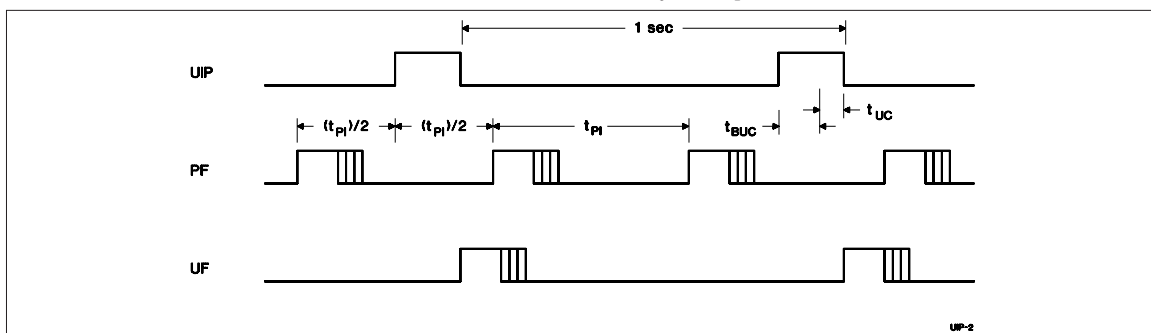 1 sec
UIP
(tPI)/2 (tPI)/2 tPI tBUC tUC
PF
UF
UIP-2